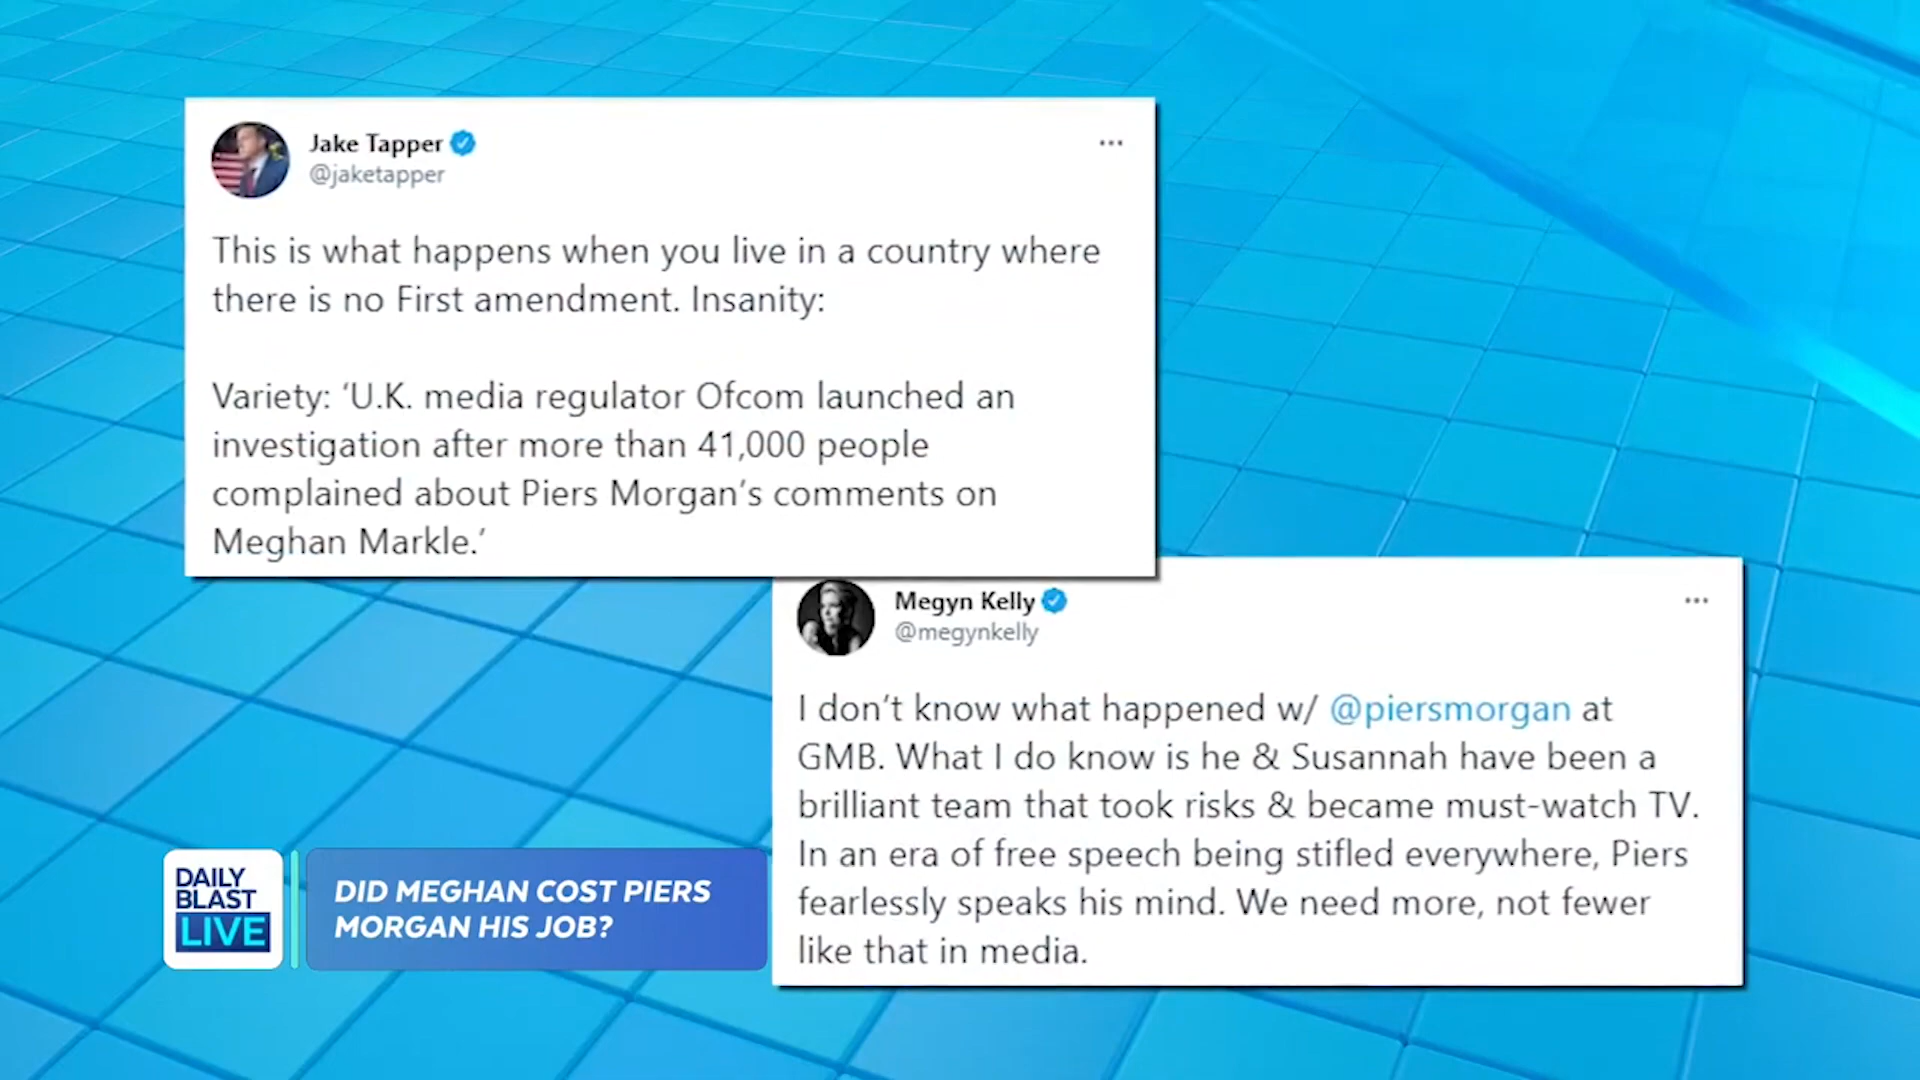 Jake Tapper
@jaketapper
This is what happens when you live in a country where
there is no First amendment. Insanity:
Variety: ‘U.K. media regulator Ofcom launched an
investigation after more than 41,000 people
complained about Piers Morgan’s comments on
Meghan Markle.’
Megyn Kelly
@megynkelly
I don’t know what happened w/ @piersmorgan at
GMB. What I do know is he & Susannah have been a
brilliant team that took risks & became must-watch TV.
In an era of free speech being stifled everywhere, Piers
fearlessly speaks his mind. We need more, not fewer
like that in media.
DAILY
BLAST
LIVE
DID MEGHAN COST PIERS
MORGAN HIS JOB?